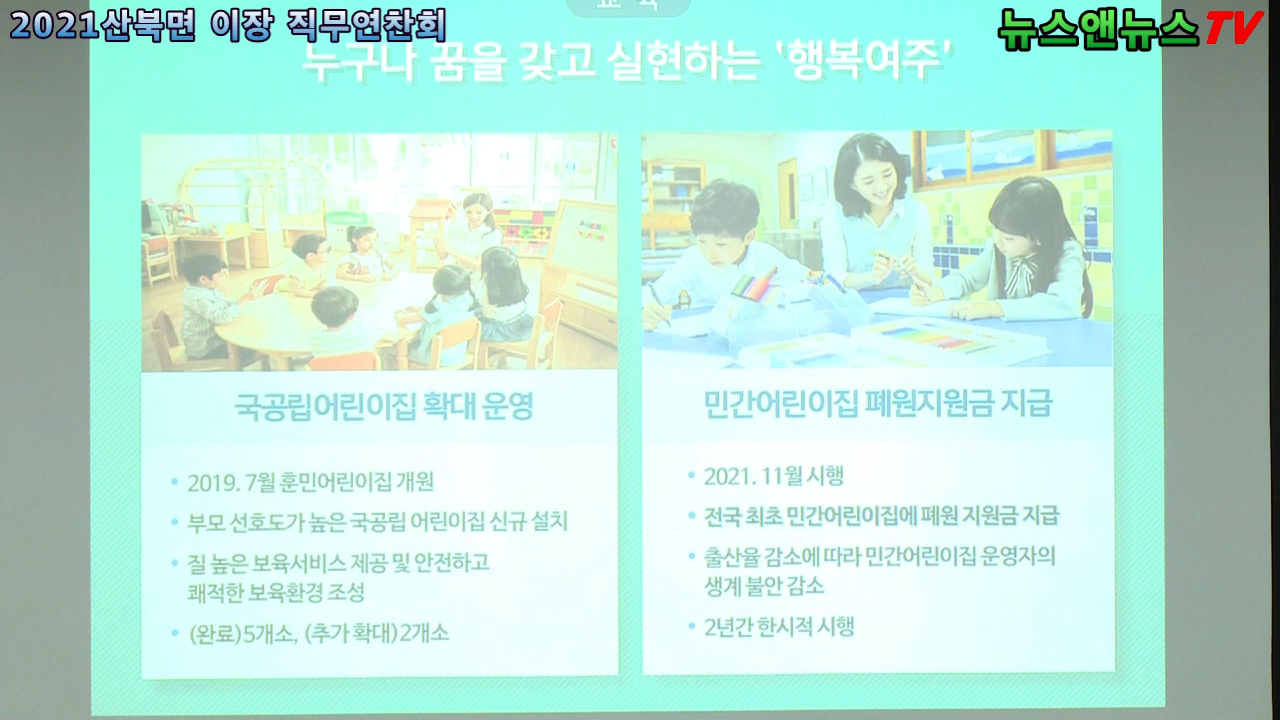 2021산북면 이장 직무연찬회
뉴스앤뉴스TV
교 육
누구나 꿈을 갖고 실현하는 '행복여주'
국공립어린이집 확대 운영
• 2019. 7월 훈민어린이집 개원
• 부모 선호도가 높은 국공립 어린이집 신규 설치
• 질 높은 보육서비스 제공 및 안전하고
쾌적한 보육환경 조성
• (완료)5개소, (추가 확대)2개소
민간어린이집 폐원지원금 지급
• 2021. 11월 시행
• 전국 최초 민간어린이집에 폐원 지원금 지급
• 출산율 감소에 따라 민간어린이집 운영자의
생계 불안 감소
• 2년간 한시적 시행